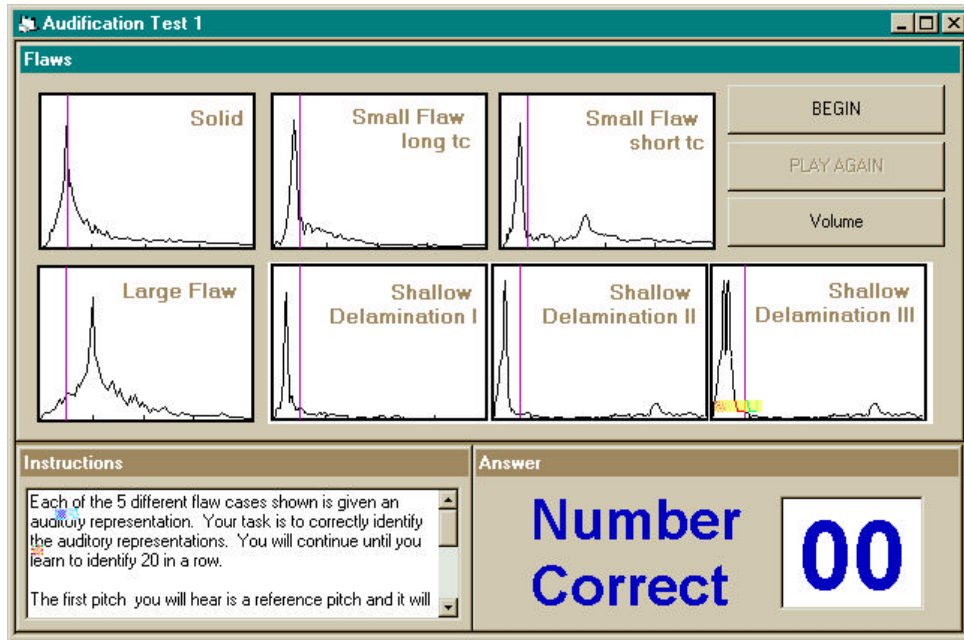 Audification Test 1
Flaws
Solid
Small Flaw
long tc
Small Flaw
short tc
BEGIN
PLAY AGAIN
Volume
Large Flaw
Shallow
Delamination I
Shallow
Delamination II
Shallow
Delamination III
Instructions
Each of the 5 different flaw cases shown is given an
auditory representation. Your task is to correctly identify
the auditory representations. You will continue until you
learn to identify 20 in a row.
The first pitch you will hear is a reference pitch and it will
Answer
Number
Correct
00